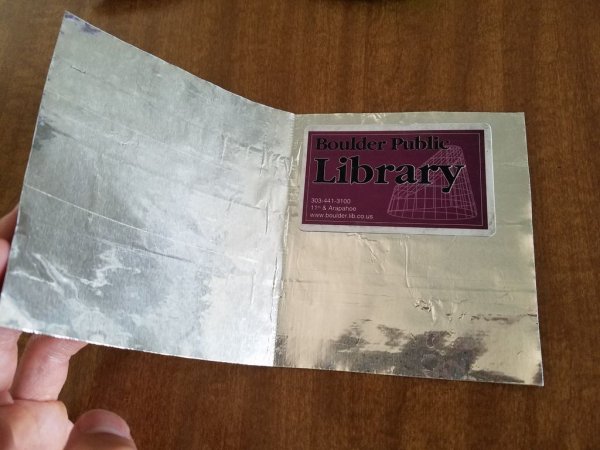 Boulder Public
Library
303-441-3100
11th & Arapahoe
www.boulder.lib.co.us